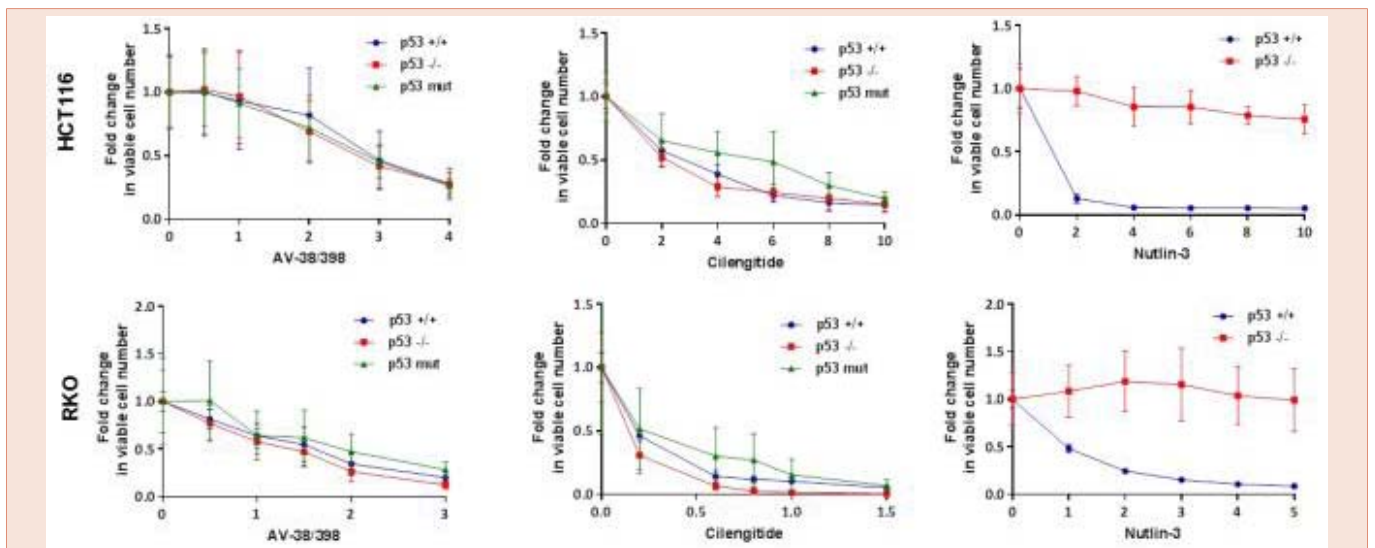 HCT116
Fold change
in viable cell number
1.5
1.0
0.5
0.0
0 1 2 3 4
AV-38/398
p53 +/+
p53 -/-
p53 mut
Fold change
in viable cell number
1.5
1.0
0.5
0.0
0 2 4 6 8 10
Cilengitide
p53 +/+
p53 -/-
p53 mut
Fold change
in viable cell number
1.5
1.0
0.5
0.0
0 2 4 6 8 10
Nutlin-3
p53 +/+
p53 -/-
RKO
Fold change
in viable cell number
2.0
1.5
1.0
0.5
0.0
0 1 2 3
AV-38/398
p53 +/+
p53 -/-
p53 mut
Fold change
in viable cell number
1.5
1.0
0.5
0.0
0.0 0.5 1.0 1.5
Cilengitide
p53 +/+
p53 -/-
p53 mut
Fold change
in viable cell number
2.0
1.5
1.0
0.5
0.0
0 1 2 3 4 5
Nutlin-3
p53 +/+
p53 -/-